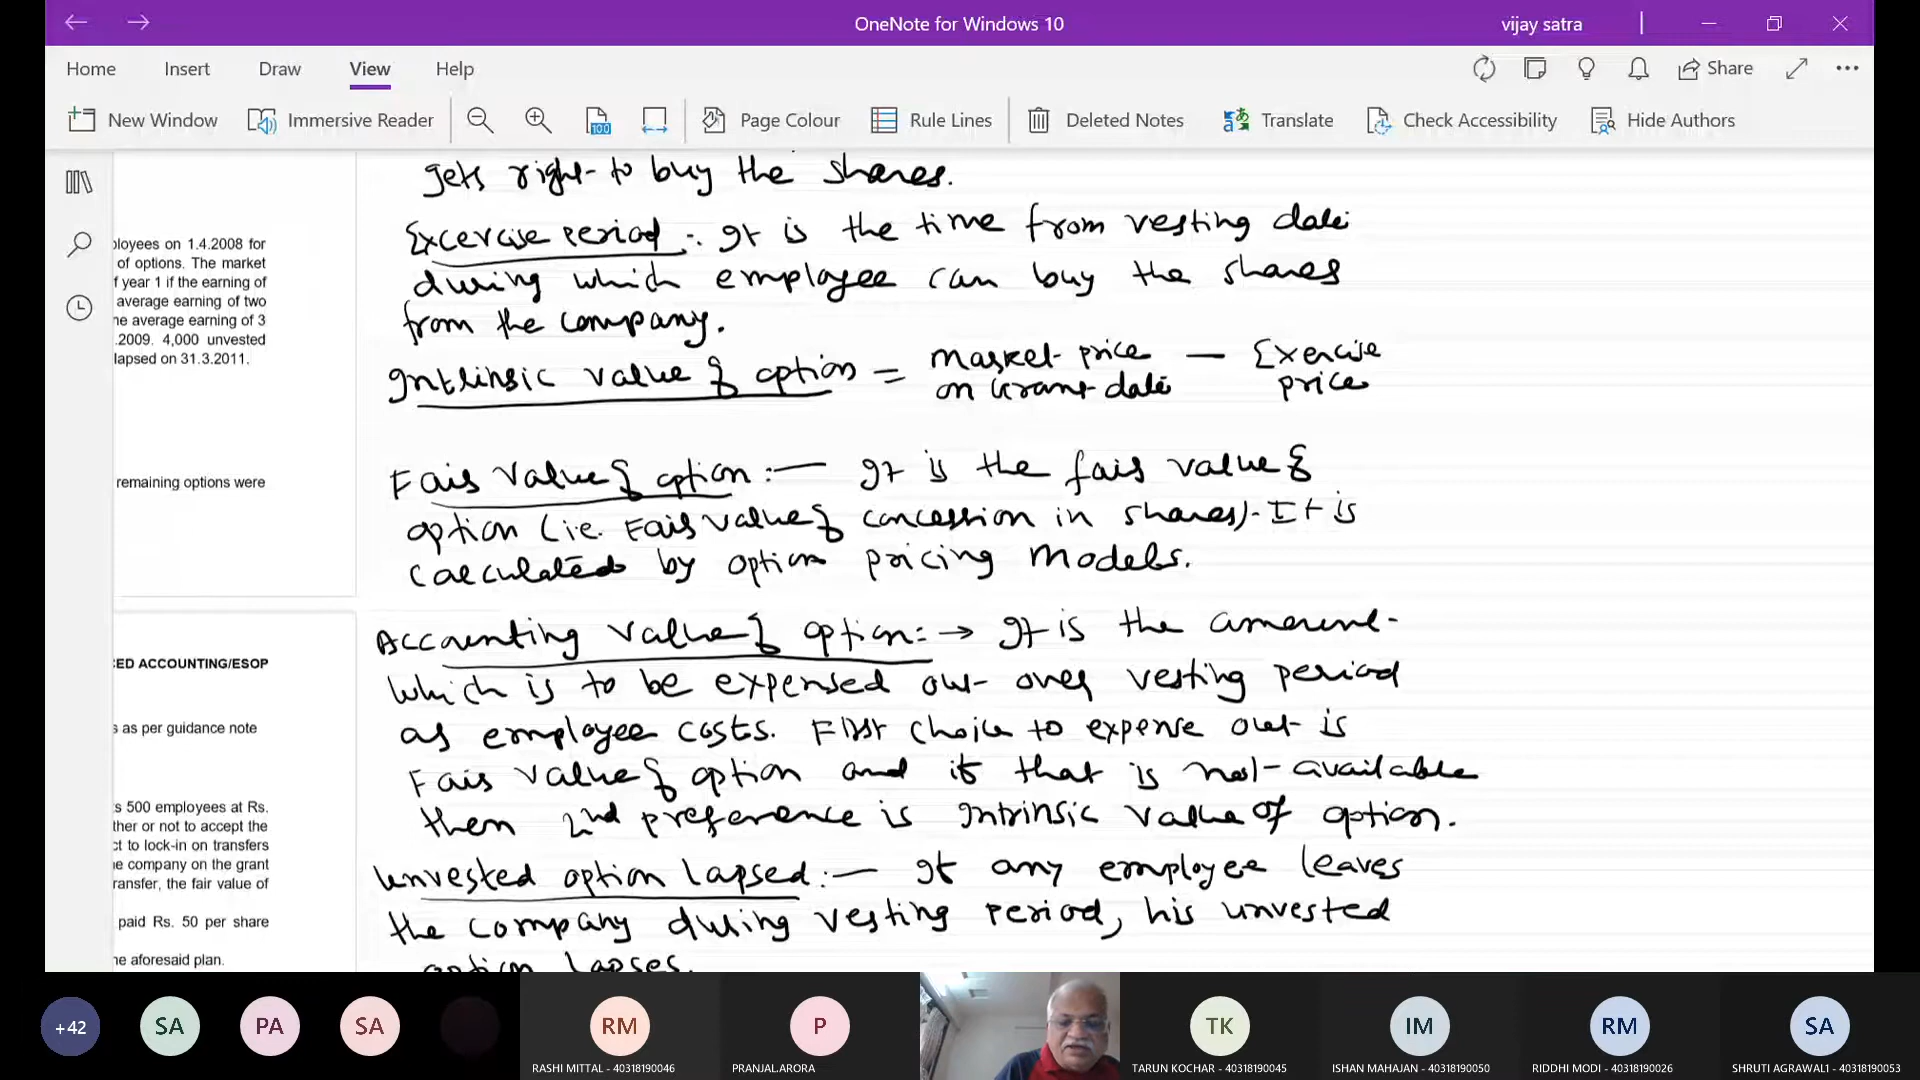 OneNote for Windows 10
vijay satra
Home Insert Draw View Help
Share
New Window Immersive Reader Page Colour Rule Lines Deleted Notes Translate Check Accessibility Hide Authors
gets right to buy the shares.
Excercise period :. It is the time from vesting date
during which employee can buy the shares
from the company.
Intrinsic value of option = market price on Grant date — Exercise price
Fair value of option :— It is the fair value of
option (i.e. Fair value of concession in shares). It is
calculated by option pricing models.
Accounting value of option :→ It is the amount
which is to be expensed out over vesting period
as employee costs. First choice to expense out is
Fair value of option and if that is not available
then 2nd preference is Intrinsic value of option.
Unvested option lapsed :— If any employee leaves
the company during vesting period, his unvested
option lapses.
ployees on 1.4.2008 for
of options. The market
f year 1 if the earning of
average earning of two
ne average earning of 3
.2009. 4,000 unvested
lapsed on 31.3.2011.
remaining options were
CED ACCOUNTING/ESOP
s as per guidance note
s 500 employees at Rs.
ther or not to accept the
ct to lock-in on transfers
ne company on the grant
ransfer, the fair value of
paid Rs. 50 per share
he aforesaid plan.
+42 SA PA SA RM P TK IM RM SA
RASHI MITTAL - 40318190046
PRANJAL.ARORA
TARUN KOCHAR - 40318190045
ISHAN MAHAJAN - 40318190050
RIDDHI MODI - 40318190026
SHRUTI AGRAWAL1 - 40318190053